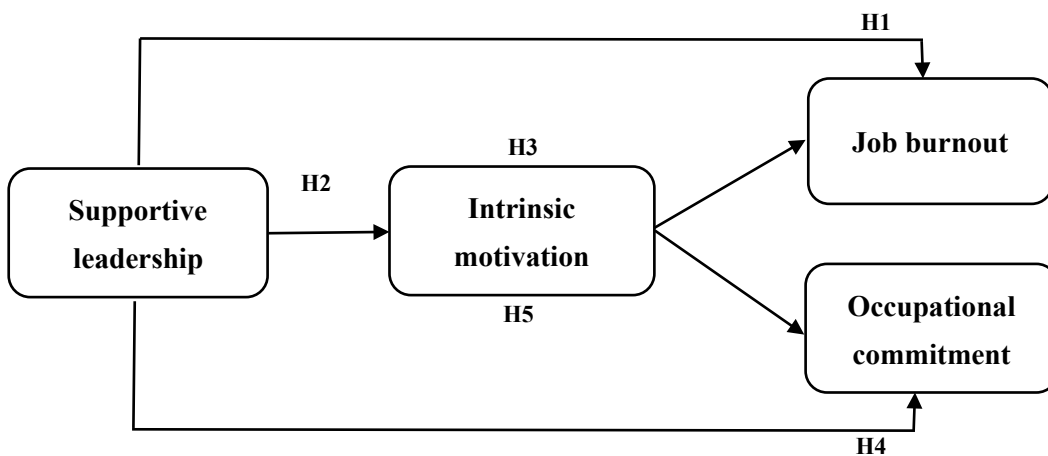 H1
Job burnout
H3
H2
Supportive
leadership
Intrinsic
motivation
H5
Occupational
commitment
H4